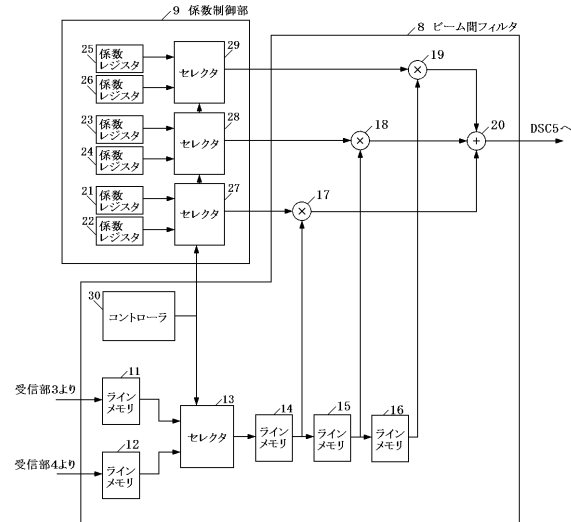 9 係数制御部
8 ビーム間フィルタ
25
係数
レジスタ
26
係数
レジスタ
29
セレクタ
19
×
23
係数
レジスタ
24
係数
レジスタ
28
セレクタ
18
×
20
+
DSC5へ
21
係数
レジスタ
22
係数
レジスタ
27
セレクタ
17
×
30
コントローラ
受信部3より
11
ライン
メモリ
13
セレクタ
14
ライン
メモリ
15
ライン
メモリ
16
ライン
メモリ
受信部4より
12
ライン
メモリ